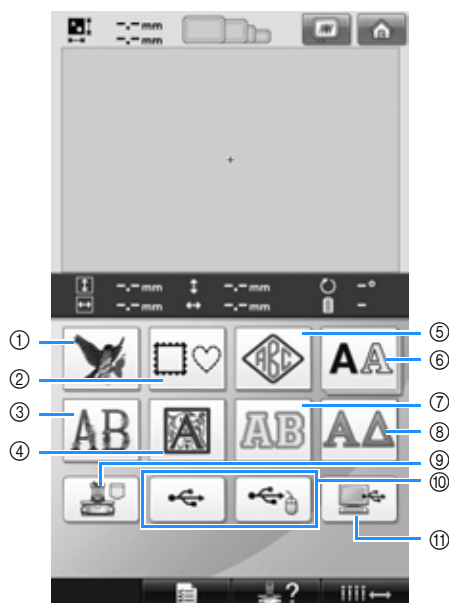 -.- mm
-.- mm
-.- mm -.- mm -°
-.- mm -.- mm -
① ABC ⑤
AA ⑥
②
③ AB A AB ⑦
④ AΔ ⑧
⑨
⑩
⑪
?